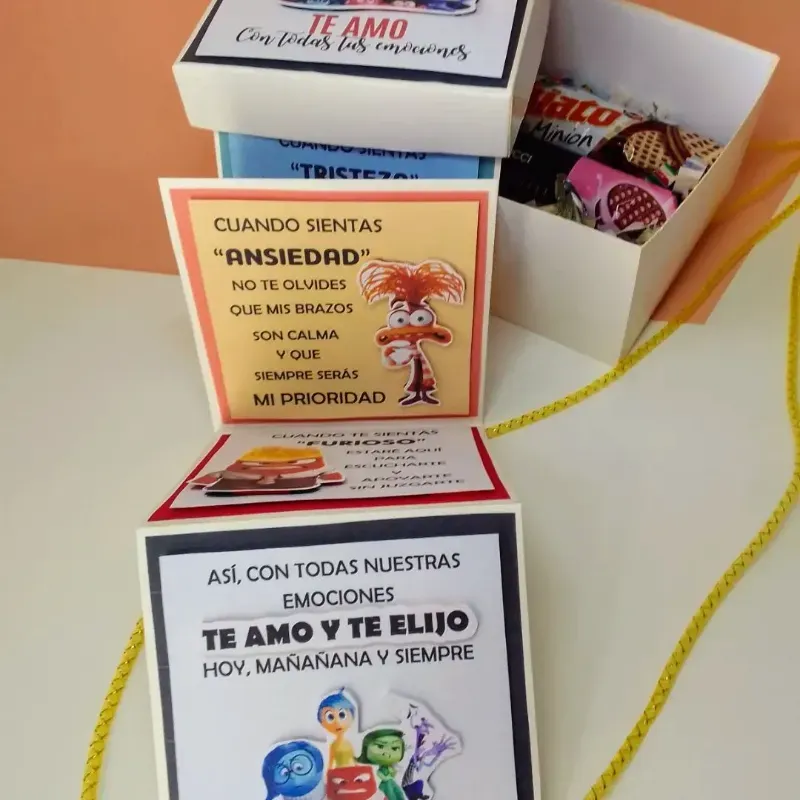 TE AMO
Con todas tus emociones
CUANDO SIENTAS
"TRISTEZA"
CUANDO SIENTAS
"ANSIEDAD"
NO TE OLVIDES
QUE MIS BRAZOS
SON CALMA
Y QUE
SIEMPRE SERÁS
MI PRIORIDAD
CUANDO TE SIENTAS
"FURIOSO"
ESTARÉ AQUÍ
PARA
ESCUCHARTE
Y
APOYARTE
SIN JUZGARTE
ASÍ, CON TODAS NUESTRAS
EMOCIONES
TE AMO Y TE ELIJO
HOY, MAÑAÑANA Y SIEMPRE
Minion